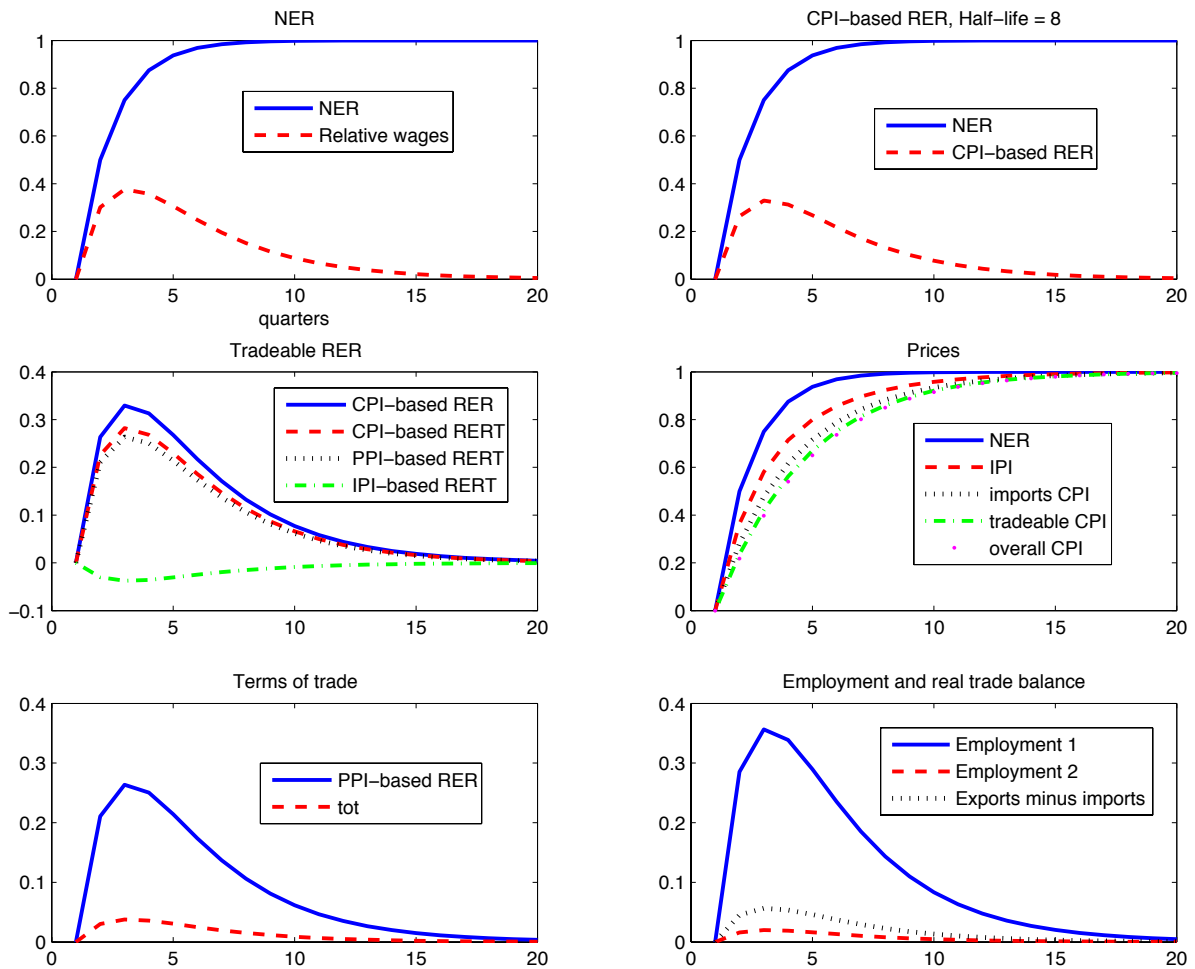 NER
1
0.8
0.6
0.4
0.2
0
NER
Relative wages
0 5 10 15 20
quarters
CPI−based RER, Half−life = 8
1
0.8
0.6
0.4
0.2
0
NER
CPI−based RER
0 5 10 15 20
Tradeable RER
0.4
0.3
0.2
0.1
0
−0.1
CPI−based RER
CPI−based RERT
PPI−based RERT
IPI−based RERT
0 5 10 15 20
Prices
1
0.8
0.6
0.4
0.2
0
NER
IPI
imports CPI
tradeable CPI
overall CPI
0 5 10 15 20
Terms of trade
0.4
0.3
0.2
0.1
0
PPI−based RER
tot
0 5 10 15 20
Employment and real trade balance
0.4
0.3
0.2
0.1
0
Employment 1
Employment 2
Exports minus imports
0 5 10 15 20